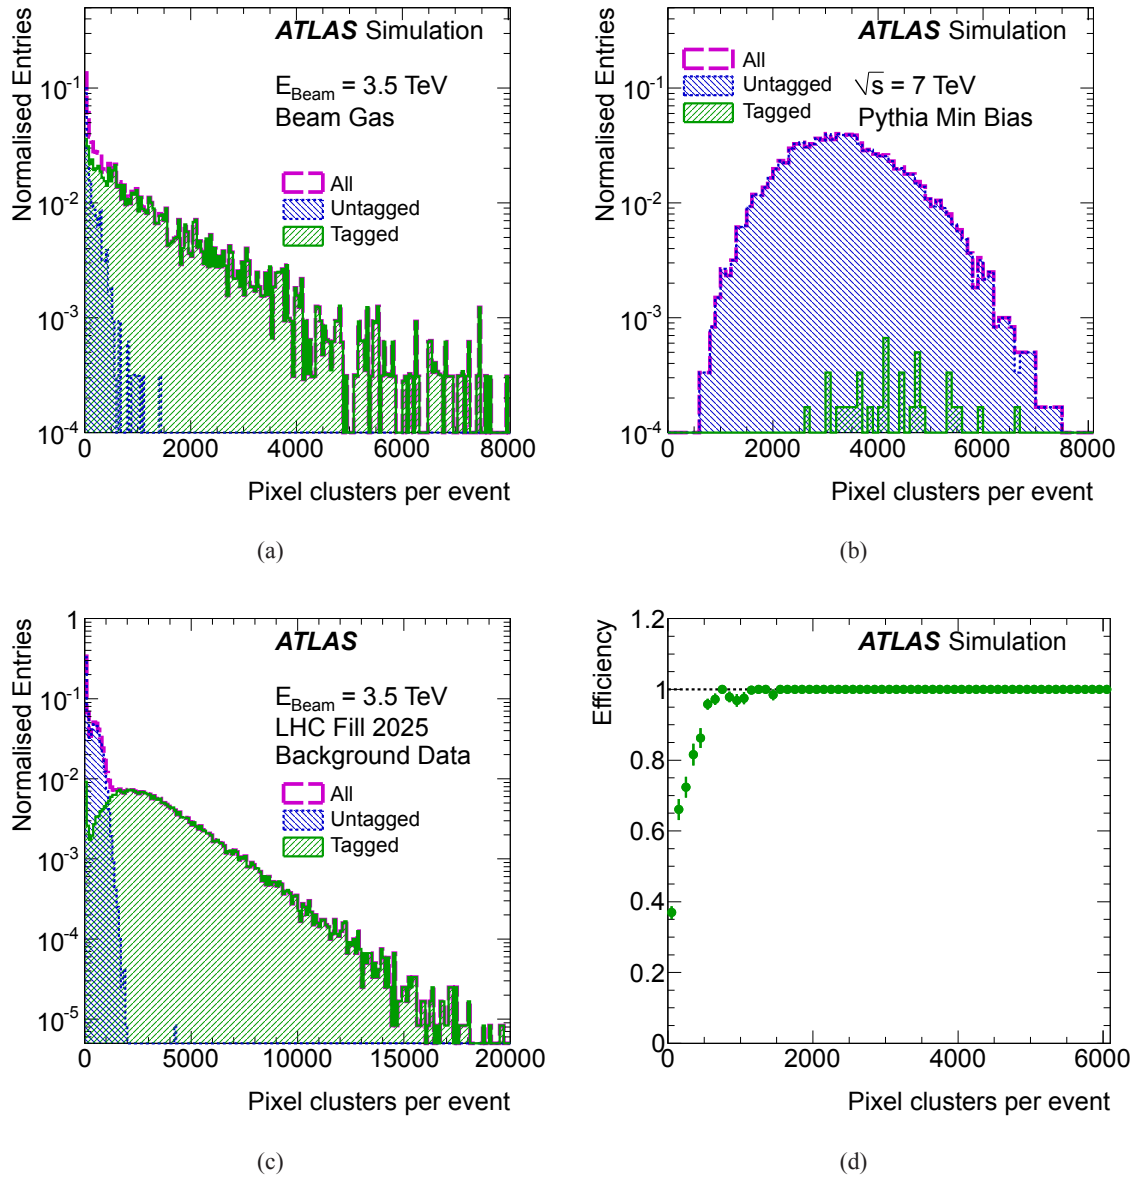 ATLAS Simulation
E_Beam = 3.5 TeV
Beam Gas
All
Untagged
Tagged
Normalised Entries
10⁻¹
10⁻²
10⁻³
10⁻⁴
0 2000 4000 6000 8000
Pixel clusters per event
(a)
ATLAS Simulation
All
Untagged
Tagged
√s = 7 TeV
Pythia Min Bias
Normalised Entries
10⁻¹
10⁻²
10⁻³
10⁻⁴
2000 4000 6000 8000
Pixel clusters per event
(b)
ATLAS
E_Beam = 3.5 TeV
LHC Fill 2025
Background Data
All
Untagged
Tagged
Normalised Entries
1
10⁻¹
10⁻²
10⁻³
10⁻⁴
10⁻⁵
0 5000 10000 15000 20000
Pixel clusters per event
(c)
ATLAS Simulation
Efficiency
1.2
1
0.8
0.6
0.4
0.2
0
0 2000 4000 6000
Pixel clusters per event
(d)